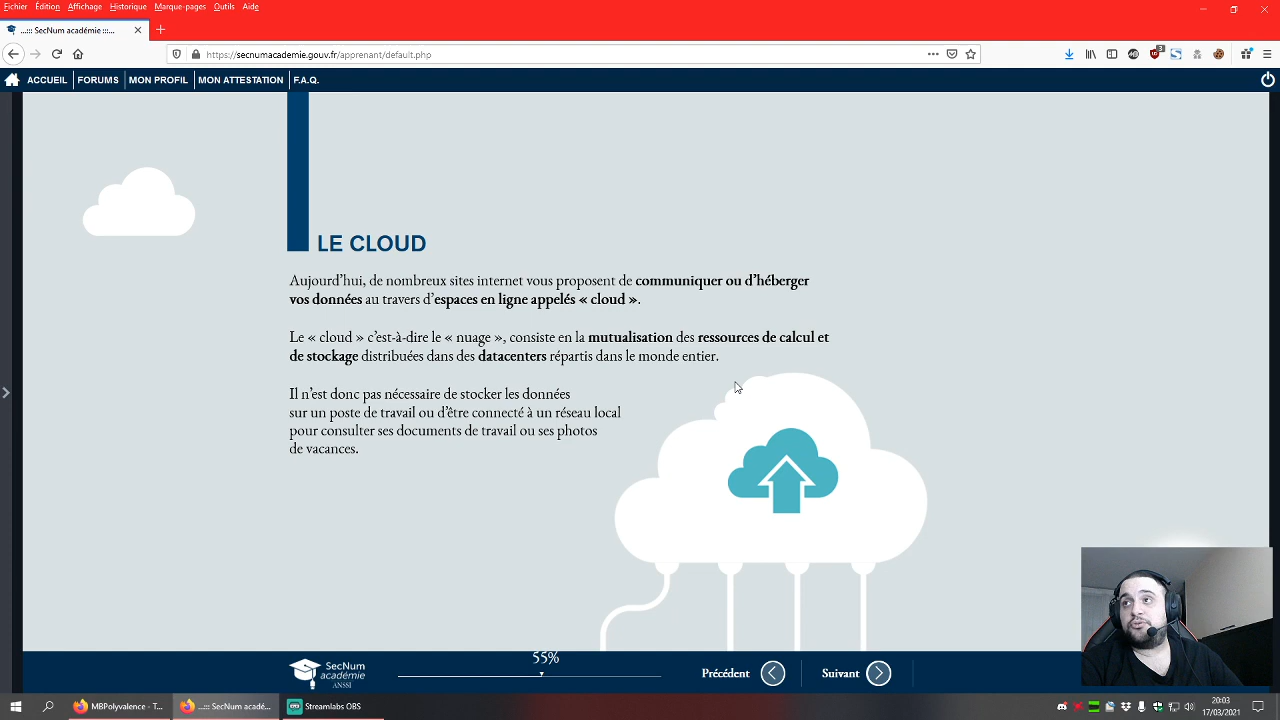 Fichier Édition Affichage Historique Marque-pages Outils Aide
..::: SecNum académie :::...
https://secnumacademie.gouv.fr/apprenant/default.php
3
ACCUEIL FORUMS MON PROFIL MON ATTESTATION F.A.Q.
LE CLOUD
Aujourd’hui, de nombreux sites internet vous proposent de communiquer ou d’héberger
vos données au travers d’espaces en ligne appelés « cloud ».
Le « cloud » c’est-à-dire le « nuage », consiste en la mutualisation des ressources de calcul et
de stockage distribuées dans des datacenters répartis dans le monde entier.
Il n’est donc pas nécessaire de stocker les données
sur un poste de travail ou d’être connecté à un réseau local
pour consulter ses documents de travail ou ses photos
de vacances.
SecNum
académie
ANSSI
55%
Précédent Suivant
MBPolyvalence - T... ..::: SecNum acadé... Streamlabs OBS
20:03
17/03/2021